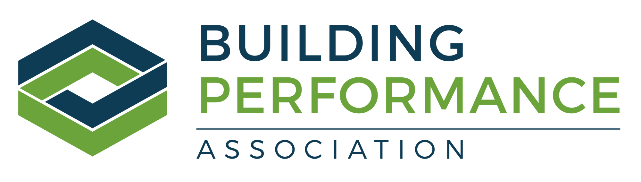 BUILDING
PERFORMANCE
ASSOCIATION